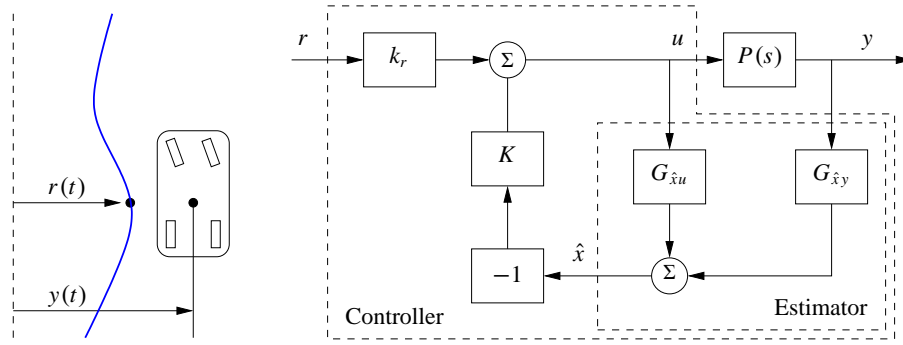 r(t)
y(t)
r
k_r
Σ
u
P(s)
y
K
G_{x̂u}
G_{x̂y}
x̂
−1
Σ
Controller
Estimator